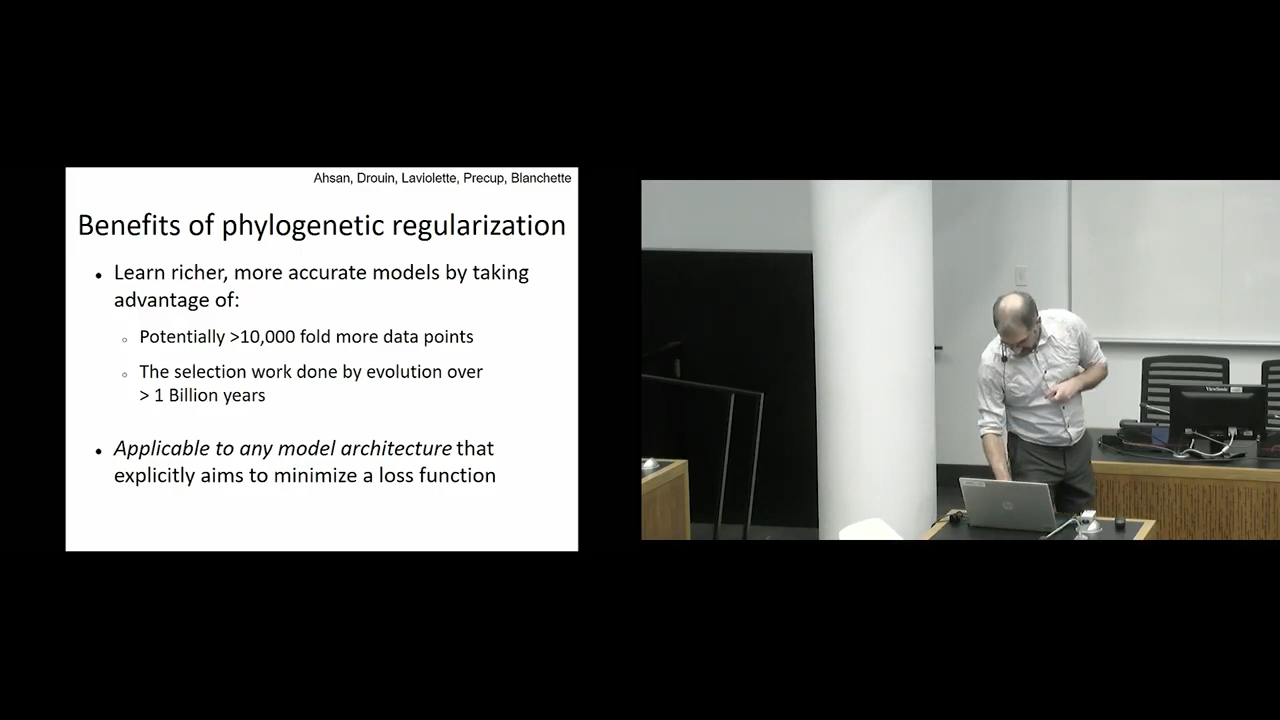 Ahsan, Drouin, Laviolette, Precup, Blanchette
Benefits of phylogenetic regularization
• Learn richer, more accurate models by taking
advantage of:
○ Potentially >10,000 fold more data points
○ The selection work done by evolution over
> 1 Billion years
• Applicable to any model architecture that
explicitly aims to minimize a loss function
ViewSonic
hp